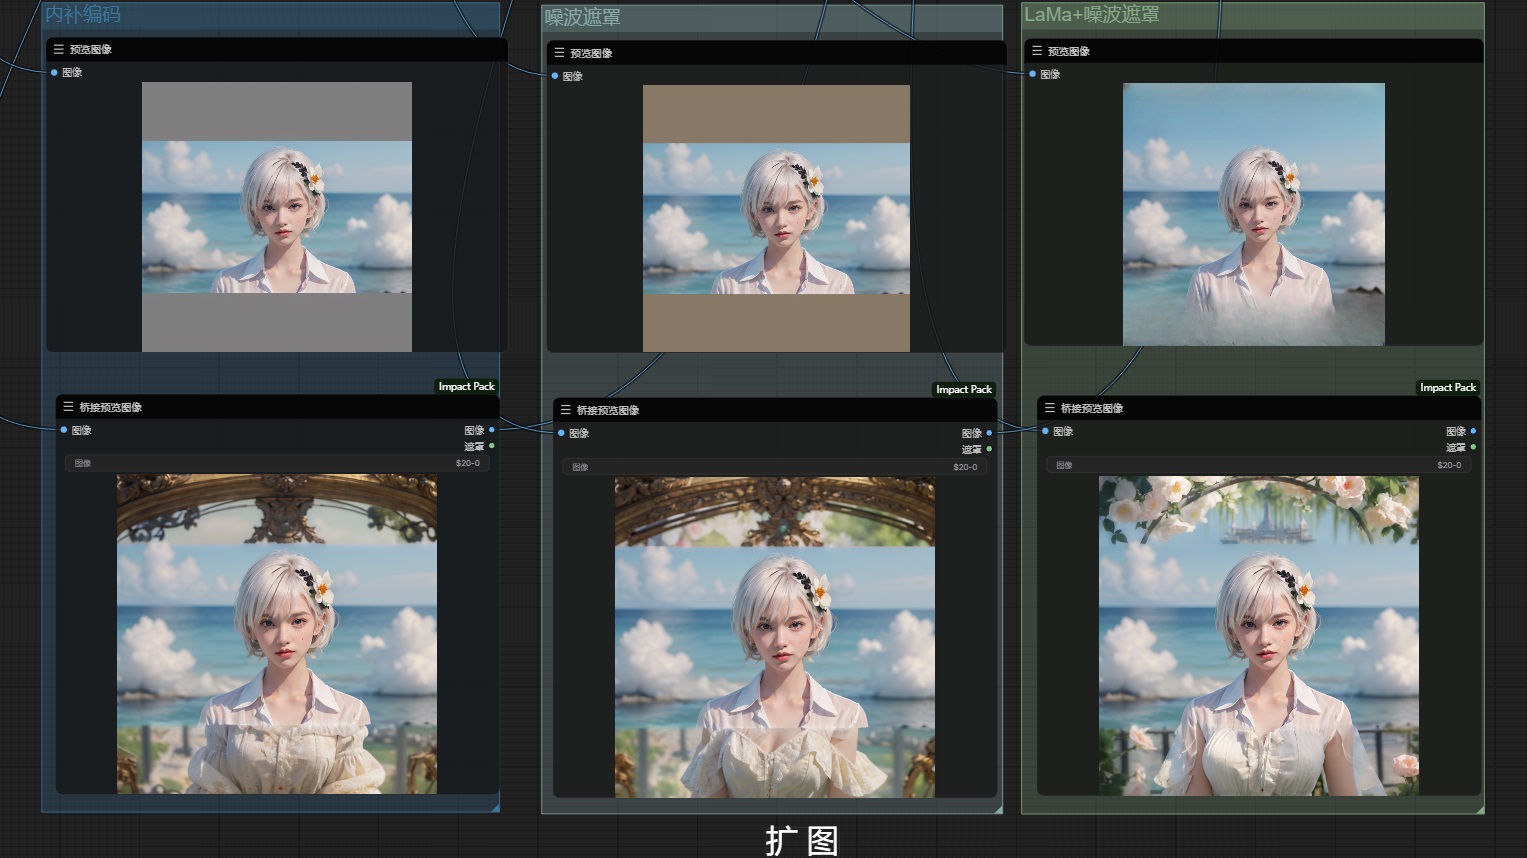 内补编码
预览图像
图像
Impact Pack
桥接预览图像
图像
图像
遮罩
图像
$20-0
噪波遮罩
预览图像
图像
Impact Pack
桥接预览图像
图像
图像
遮罩
图像
$20-0
LaMa+噪波遮罩
预览图像
图像
Impact Pack
桥接预览图像
图像
图像
遮罩
图像
$20-0
扩图